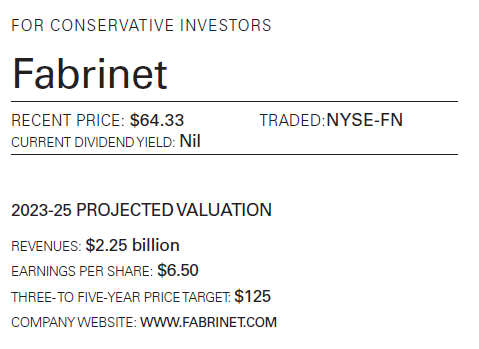 FOR CONSERVATIVE INVESTORS
Fabrinet
RECENT PRICE: $64.33 TRADED:NYSE-FN
CURRENT DIVIDEND YIELD: Nil
2023-25 PROJECTED VALUATION
REVENUES: $2.25 billion
EARNINGS PER SHARE: $6.50
THREE-TO FIVE-YEAR PRICE TARGET: $125
COMPANY WEBSITE: WWW.FABRINET.COM